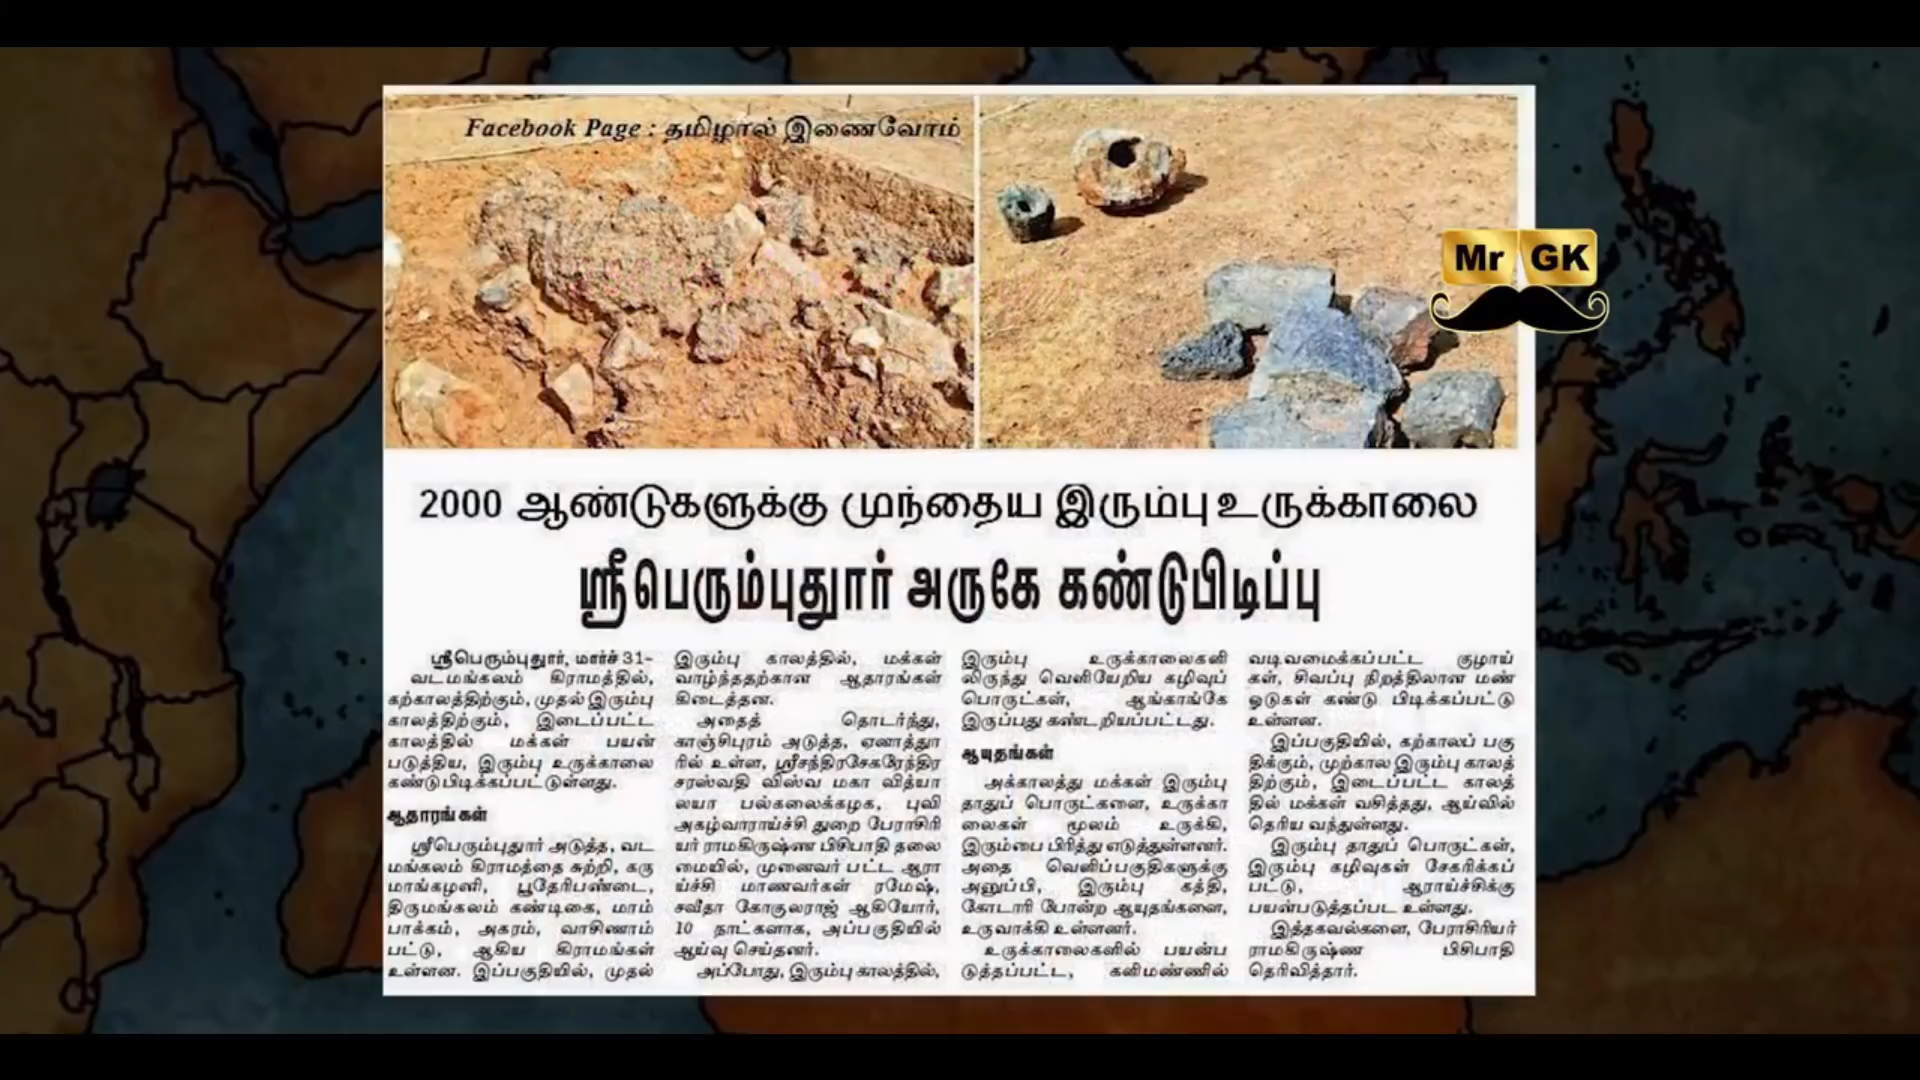 Facebook Page : தமிழால் இணைவோம்
Mr GK
2000 ஆண்டுகளுக்கு முந்தைய இரும்பு உருக்காலை
ஸ்ரீபெரும்புதுார் அருகே கண்டுபிடிப்பு
ஸ்ரீபெரும்புதுார், மார்ச் 31-
வடமங்கலம் கிராமத்தில்,
கற்காலத்திற்கும், முதல் இரும்பு
காலத்திற்கும், இடைப்பட்ட
காலத்தில் மக்கள் பயன்
படுத்திய, இரும்பு உருக்காலை
கண்டுபிடிக்கப்பட்டுள்ளது.
ஆதாரங்கள்
ஸ்ரீபெரும்புதுார் அடுத்த, வட
மங்கலம் கிராமத்தை சுற்றி, கரு
மாங்கழனி, பூதேரிபண்டை,
திருமங்கலம் கண்டிகை, மாம்
பாக்கம், அகரம், வாசிணாம்
பட்டு, ஆகிய கிராமங்கள்
உள்ளன. இப்பகுதியில், முதல்
இரும்பு காலத்தில், மக்கள்
வாழ்ந்ததற்கான ஆதாரங்கள்
கிடைத்தன.
அதைத் தொடர்ந்து,
காஞ்சிபுரம் அடுத்த, ஏனாத்துா
ரில் உள்ள, ஸ்ரீசந்திரசேகரேந்திர
சரஸ்வதி விஸ்வ மகா வித்யா
லயா பல்கலைக்கழக, புவி
அகழ்வாராய்ச்சி துறை பேராசிரி
யர் ராமகிருஷ்ண பிசிபாதி தலை
மையில், முனைவர் பட்ட ஆரா
ய்ச்சி மாணவர்கள் ரமேஷ்,
சவீதா கோகுலராஜ் ஆகியோர்,
10 நாட்களாக, அப்பகுதியில்
ஆய்வு செய்தனர்.
அப்போது, இரும்பு காலத்தில்,
இரும்பு உருக்காலைகளி
லிருந்து வெளியேறிய கழிவுப்
பொருட்கள், ஆங்காங்கே
இருப்பது கண்டறியப்பட்டது.
ஆயுதங்கள்
அக்காலத்து மக்கள் இரும்பு
தாதுப் பொருட்களை, உருக்கா
லைகள் மூலம் உருக்கி,
இரும்பை பிரித்து எடுத்துள்ளனர்.
அதை வெளிப்பகுதிகளுக்கு
அனுப்பி, இரும்பு கத்தி,
கோடாரி போன்ற ஆயுதங்களை,
உருவாக்கி உள்ளனர்.
உருக்காலைகளில் பயன்ப
டுத்தப்பட்ட, களிமண்ணில்
வடிவமைக்கப்பட்ட குழாய்
கள், சிவப்பு நிறத்திலான மண்
ஓடுகள் கண்டு பிடிக்கப்பட்டு
உள்ளன.
இப்பகுதியில், கற்காலப் பகு
திக்கும், முற்கால இரும்பு காலத்
திற்கும், இடைப்பட்ட காலத்
தில் மக்கள் வசித்தது, ஆய்வில்
தெரிய வந்துள்ளது.
இரும்பு தாதுப் பொருட்கள்,
இரும்பு கழிவுகள் சேகரிக்கப்
பட்டு, ஆராய்ச்சிக்கு
பயன்படுத்தப்பட உள்ளது.
இத்தகவல்களை, பேராசிரியர்
ராமகிருஷ்ண பிசிபாதி
தெரிவித்தார்.